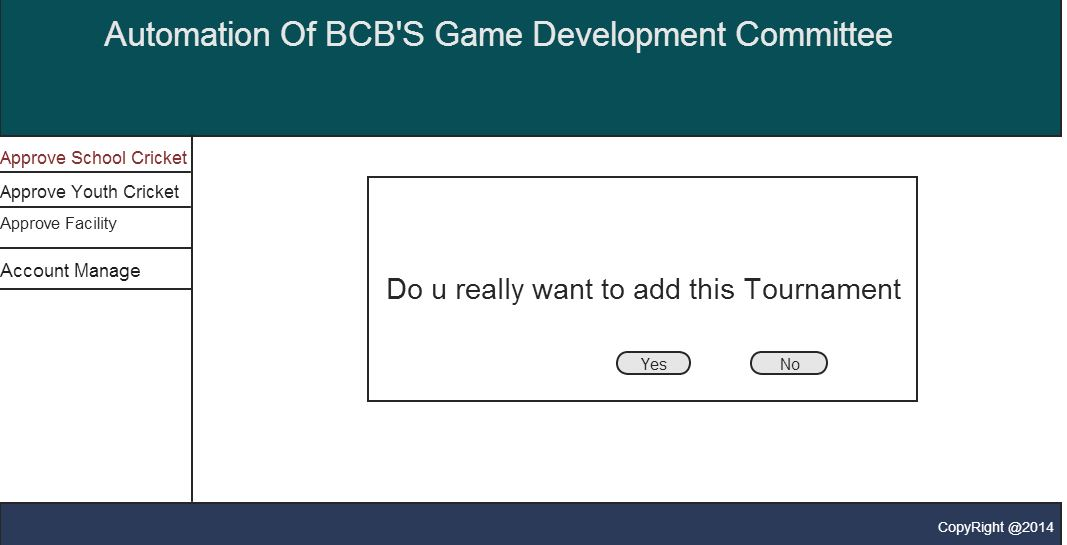 Automation Of BCB'S Game Development Committee
Approve School Cricket
Approve Youth Cricket
Approve Facility
Account Manage
Do u really want to add this Tournament
Yes No
CopyRight @2014